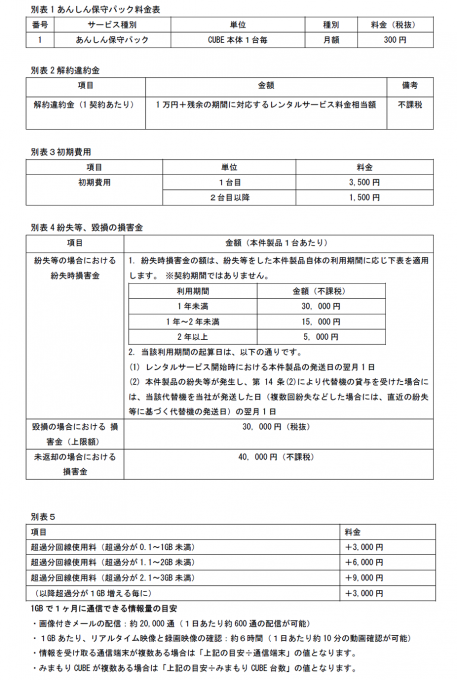 別表１あんしん保守パック料金表
番号 サービス種別 単位 種別 料金（税抜）
1 あんしん保守パック CUBE 本体１台毎 月額 300 円
別表２解約違約金
項目 金額 備考
解約違約金（１契約あたり） １万円＋残余の期間に対応するレンタルサービス料金相当額 不課税
別表３初期費用
項目 単位 料金
初期費用 １台目 3,500 円
２台目以降 1,500 円
別表４紛失等、毀損の損害金
項目 金額（本件製品１台あたり）
紛失等の場合における
紛失時損害金
1. 紛失時損害金の額は、紛失等をした本件製品自体の利用期間に応じ下表を適用
します。 ※契約期間ではありません。
利用期間 金額（不課税）
１年未満 30，000 円
１年～２年未満 15，000 円
２年以上 5，000 円
2. 当該利用期間の起算日は、以下の通りです。
(1) レンタルサービス開始時における本件製品の発送日の翌月１日
(2) 本件製品の紛失等が発生し、第 14 条(2)により代替機の貸与を受けた場合に
は、当該代替機を当社が発送した日（複数回紛失などした場合には、直近の紛失
等に基づく代替機の発送日）の翌月１日
毀損の場合における 損
害金（上限額）
30，000 円（税抜）
未返却の場合における
損害金
40，000 円（不課税）
別表５
項目 料金
超過分回線使用料（超過分が 0.1～1GB 未満） ＋3,000 円
超過分回線使用料（超過分が 1.1～2GB 未満） ＋6,000 円
超過分回線使用料（超過分が 2.1～3GB 未満） ＋9,000 円
（以降超過分が１GB 増える毎に） ＋3,000 円
1GB で１ヶ月に通信できる情報量の目安
・画像付きメールの配信：約 20,000 通（１日あたり約 600 通の配信が可能）
・１GB あたり、リアルタイム映像と録画映像の確認：約６時間（１日あたり約 10 分の動画確認が可能）
・情報を受け取る通信端末が複数ある場合は「上記の目安÷通信端末」の値となります。
・みまもり CUBE が複数ある場合は「上記の目安÷みまもり CUBE 台数」の値となります。